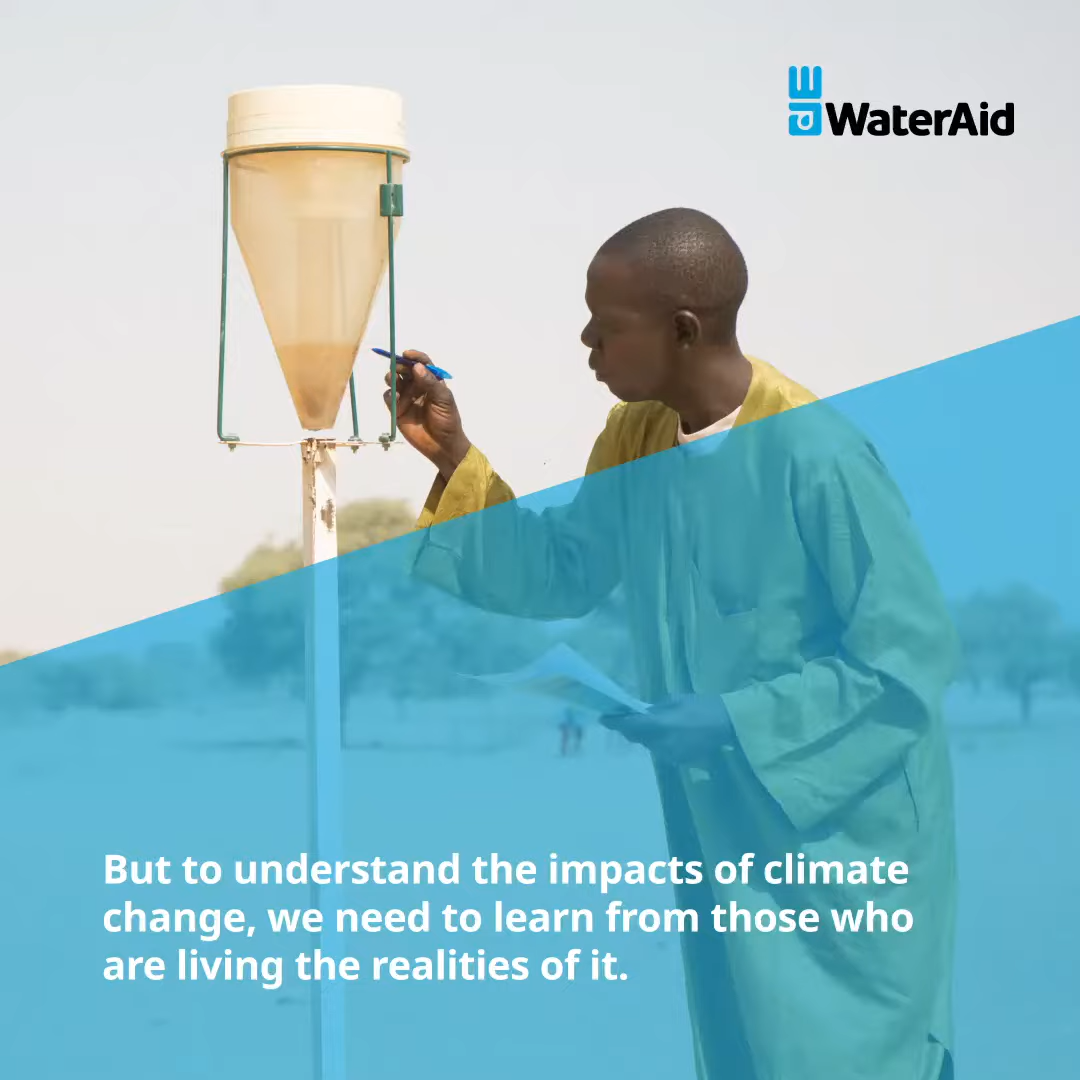 WaterAid
But to understand the impacts of climate
change, we need to learn from those who
are living the realities of it.